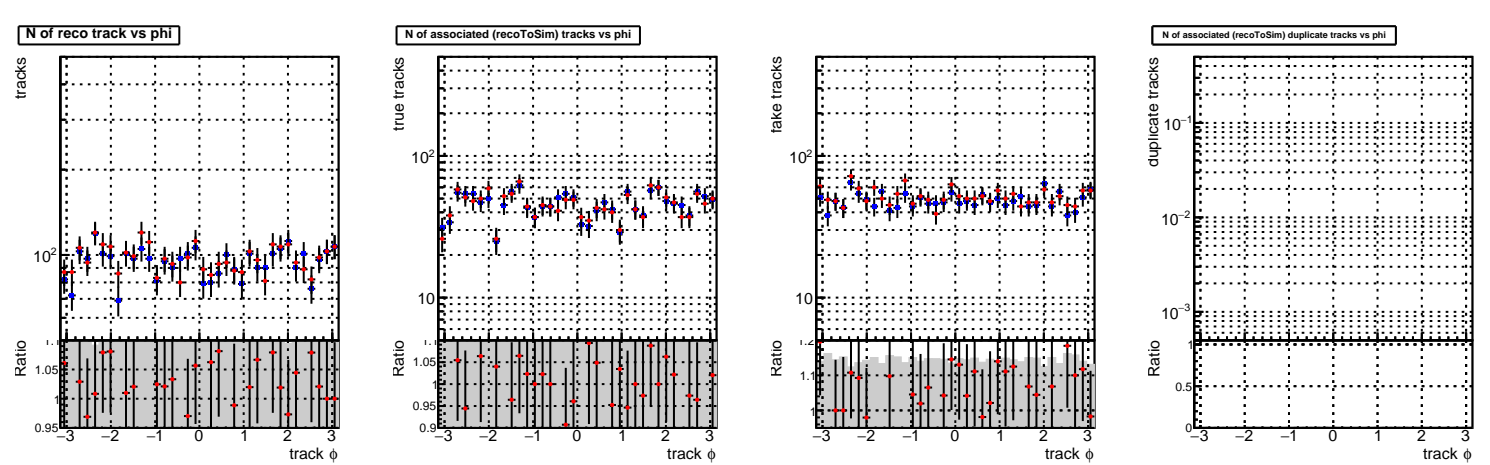 N of reco track vs phi
tracks
10²
Ratio
1.05
1
0.95
−3 −2 −1 0 1 2 3
track ϕ
N of associated (recoToSim) tracks vs phi
true tracks
10²
10
Ratio
1.05
1
0.95
0.9
−3 −2 −1 0 1 2 3
track ϕ
fake tracks
10²
10
Ratio
1.2
1.1
1
−3 −2 −1 0 1 2 3
track ϕ
N of associated (recoToSim) duplicate tracks vs phi
duplicate tracks
10⁻¹
10⁻²
10⁻³
Ratio
1
0.5
0
−3 −2 −1 0 1 2 3
track ϕ